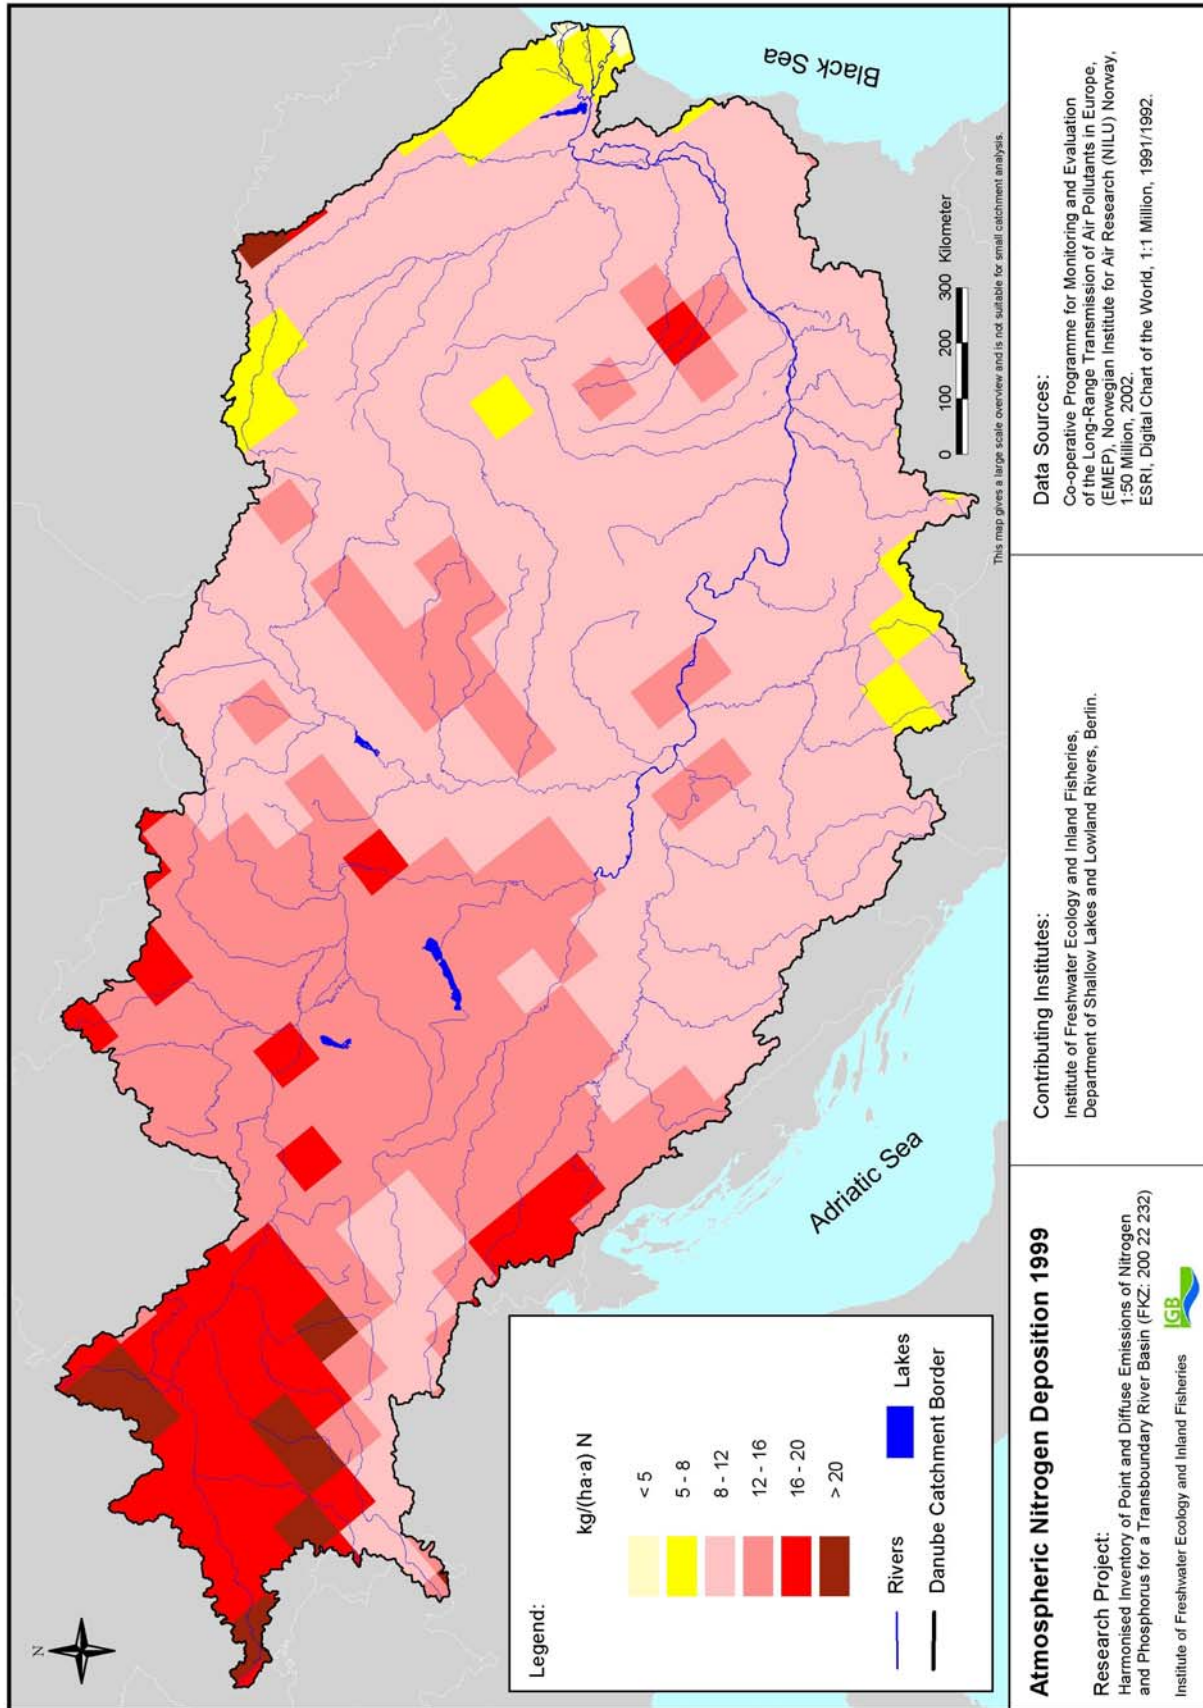 N
Black Sea
Adriatic Sea
0 100 200 300 Kilometer
This map gives a large scale overview and is not suitable for small catchment analysis.
Legend:
kg/(ha·a) N
< 5
5 - 8
8 - 12
12 - 16
16 - 20
> 20
Rivers
Lakes
Danube Catchment Border
Atmospheric Nitrogen Deposition 1999
Research Project:
Harmonised Inventory of Point and Diffuse Emissions of Nitrogen
and Phosphorus for a Transboundary River Basin (FKZ: 200 22 232)
Institute of Freshwater Ecology and Inland Fisheries
IGB
Contributing Institutes:
Institute of Freshwater Ecology and Inland Fisheries,
Department of Shallow Lakes and Lowland Rivers, Berlin.
Data Sources:
Co-operative Programme for Monitoring and Evaluation
of the Long-Range Transmission of Air Pollutants in Europe,
(EMEP), Norwegian Institute for Air Research (NILU) Norway,
1:50 Million, 2002.
ESRI, Digital Chart of the World, 1:1 Million, 1991/1992.